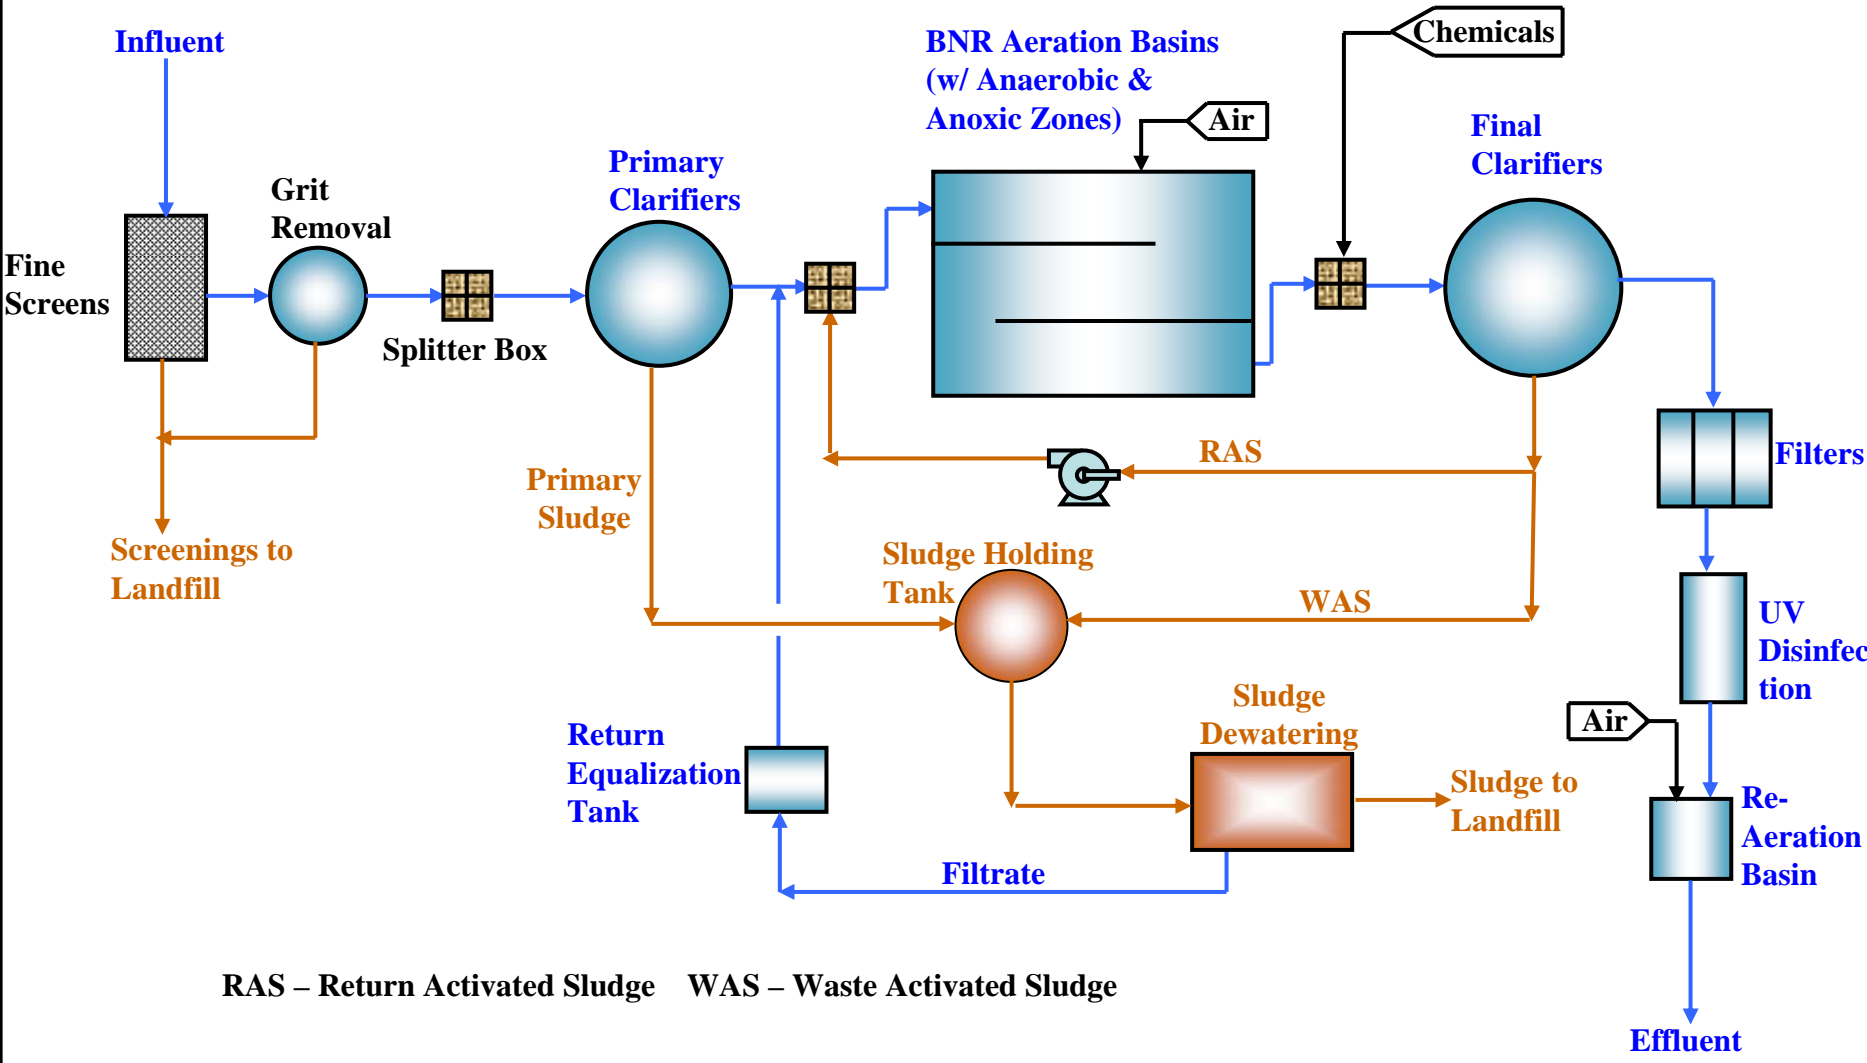 Influent
Fine
Screens
Grit
Removal
Splitter Box
Screenings to
Landfill
Primary
Clarifiers
Primary
Sludge
BNR Aeration Basins
(w/ Anaerobic &
Anoxic Zones)
Air
Chemicals
Final
Clarifiers
RAS
WAS
Sludge Holding
Tank
Filters
UV
Disinfec
tion
Air
Re-
Aeration
Basin
Effluent
Sludge
Dewatering
Sludge to
Landfill
Return
Equalization
Tank
Filtrate
RAS – Return Activated Sludge WAS – Waste Activated Sludge